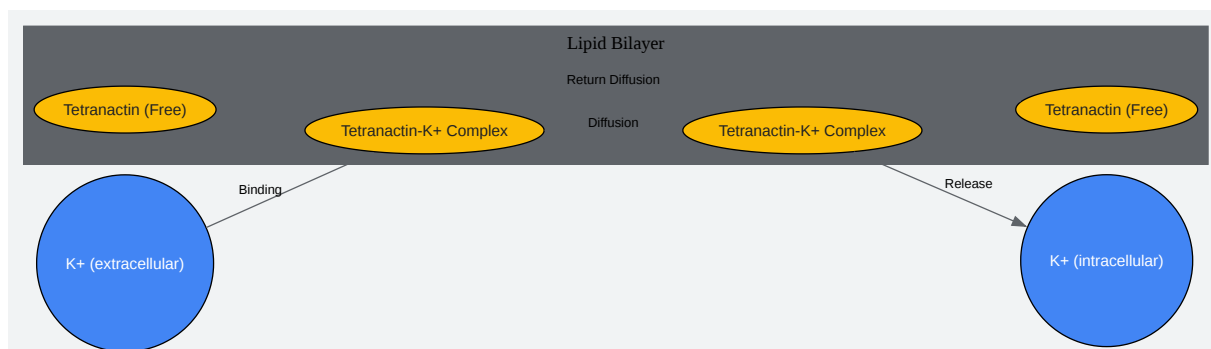 Lipid Bilayer
Return Diffusion
Tetranactin (Free)
Tetranactin (Free)
Tetranactin-K+ Complex
Diffusion
Tetranactin-K+ Complex
Binding
Release
K+ (extracellular)
K+ (intracellular)